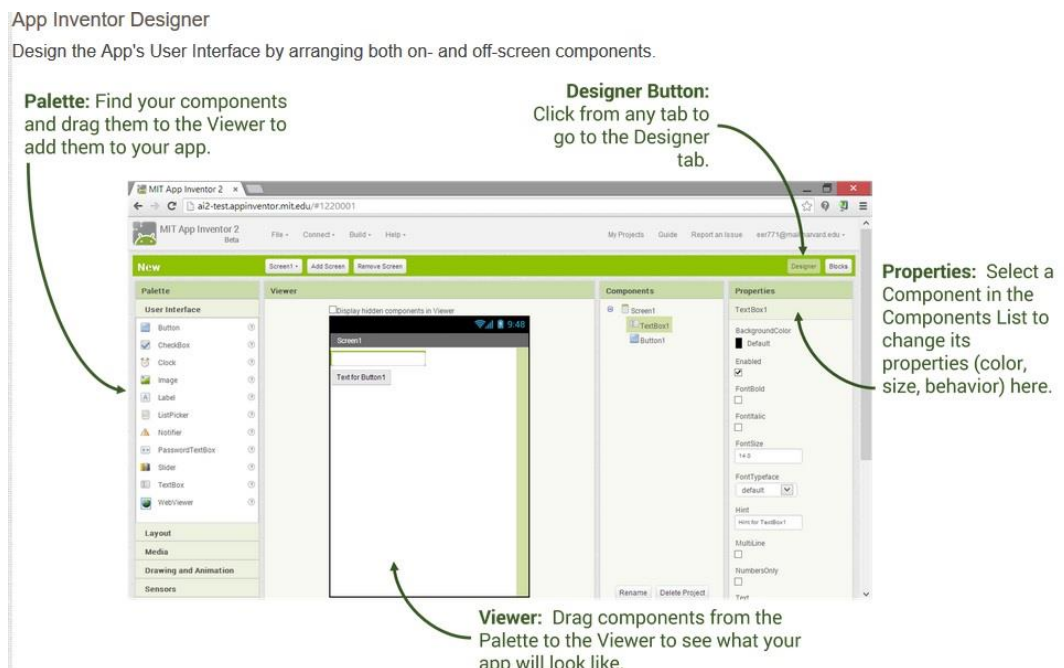 App Inventor Designer
Design the App's User Interface by arranging both on- and off-screen components.
Palette: Find your components
and drag them to the Viewer to
add them to your app.
Designer Button:
Click from any tab to
go to the Designer
tab.
MIT App Inventor 2
ai2-test.appinventor.mit.edu/#1220001
MIT App Inventor 2
Beta
File Connect Build Help
My Projects Guide Report an Issue
New
Screen1 Add Screen Remove Screen
Designer Blocks
Palette
User Interface
Button
CheckBox
Clock
Image
Label
ListPicker
Notifier
PasswordTextBox
Slider
TextBox
WebViewer
Layout
Media
Drawing and Animation
Sensors
Viewer
Display hidden components in Viewer
9:48
Screen1
Text for Button1
Components
Screen1
TextBox1
Button1
Rename Delete Project
Properties
TextBox1
BackgroundColor
Default
Enabled
FontBold
FontItalic
FontSize
14.0
FontTypeface
default
Hint
Hint for TextBox1
MultiLine
NumbersOnly
Text
Properties: Select a
Component in the
Components List to
change its
properties (color,
size, behavior) here.
Viewer: Drag components from the
Palette to the Viewer to see what your
app will look like.